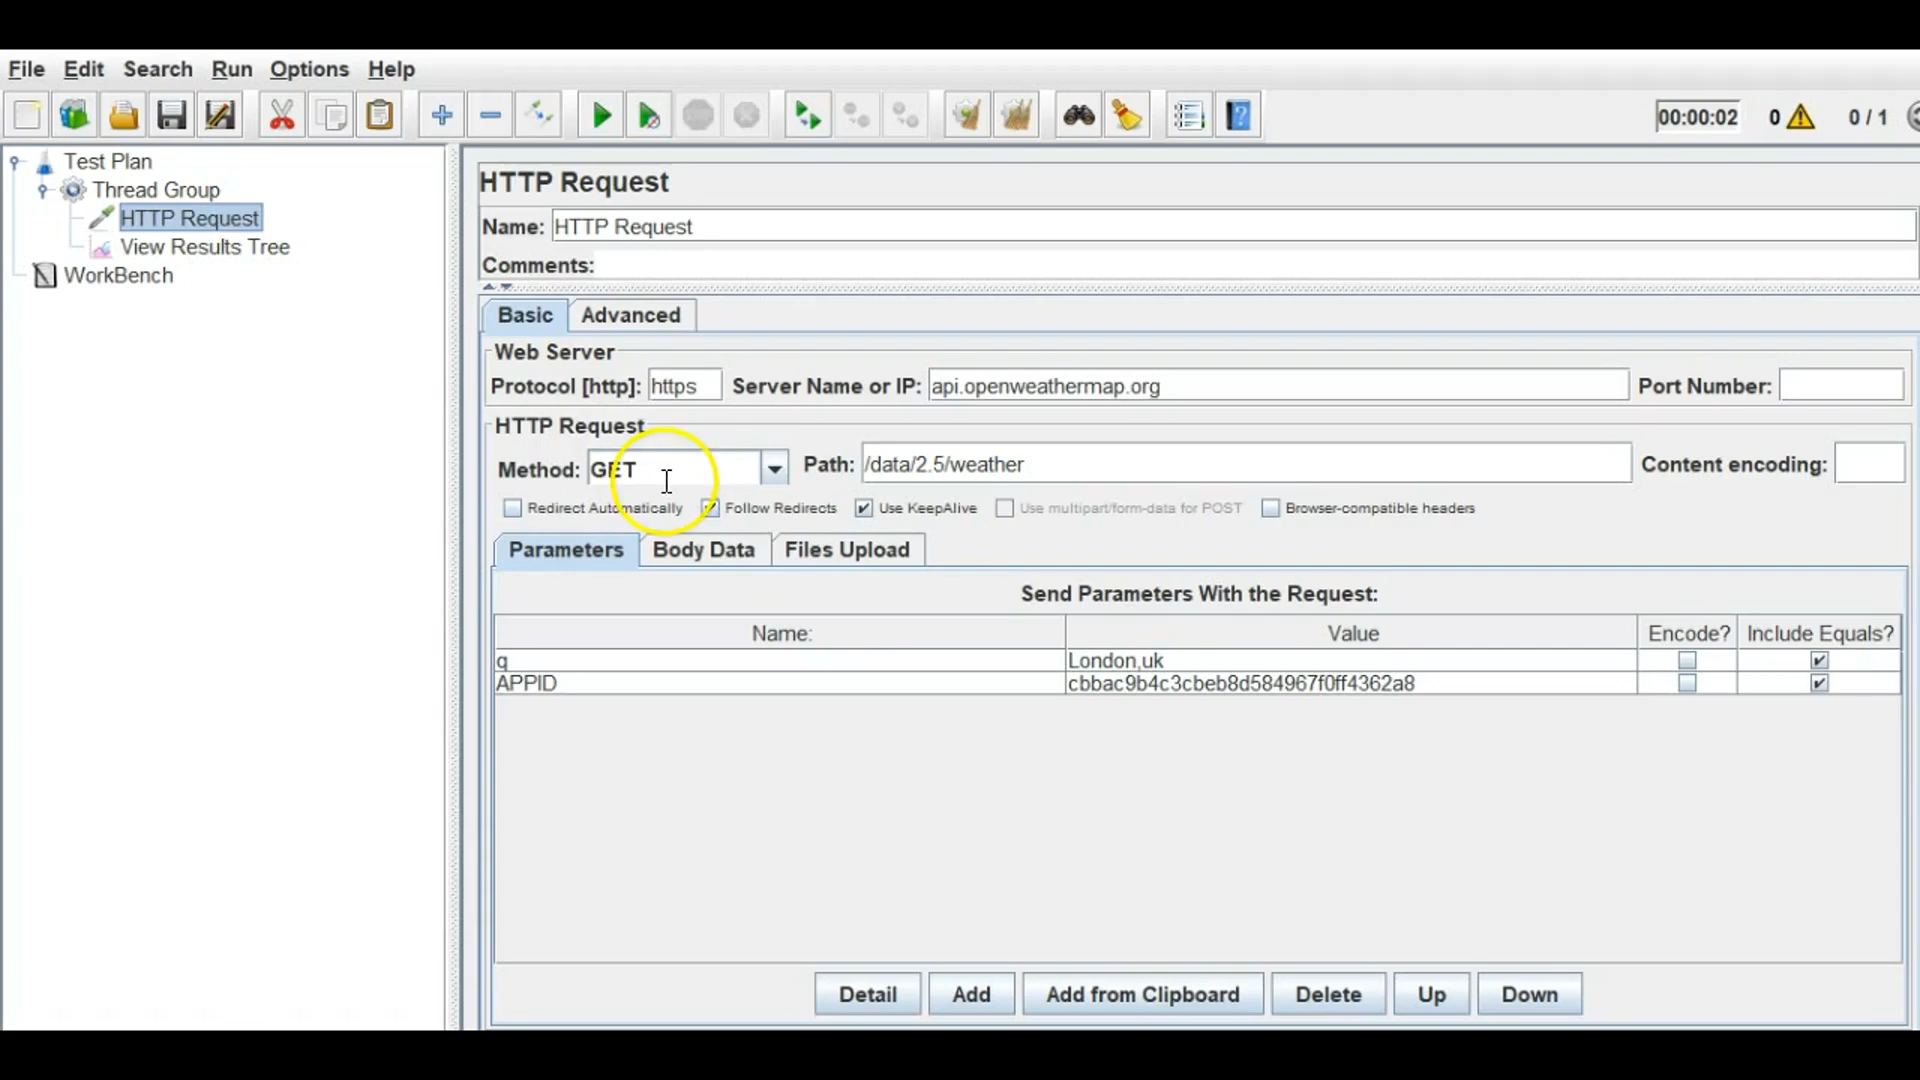 File Edit Search Run Options Help
00:00:02 0 0 / 1
Test Plan
Thread Group
HTTP Request
View Results Tree
WorkBench
HTTP Request
Name: HTTP Request
Comments:
Basic Advanced
Web Server
Protocol [http]: https Server Name or IP: api.openweathermap.org Port Number:
HTTP Request
Method: GET Path: /data/2.5/weather Content encoding:
Redirect Automatically Follow Redirects Use KeepAlive Use multipart/form-data for POST Browser-compatible headers
Parameters Body Data Files Upload
Send Parameters With the Request:
Name: Value Encode? Include Equals?
q London,uk
APPID cbbac9b4c3cbeb8d584967f0ff4362a8
Detail Add Add from Clipboard Delete Up Down